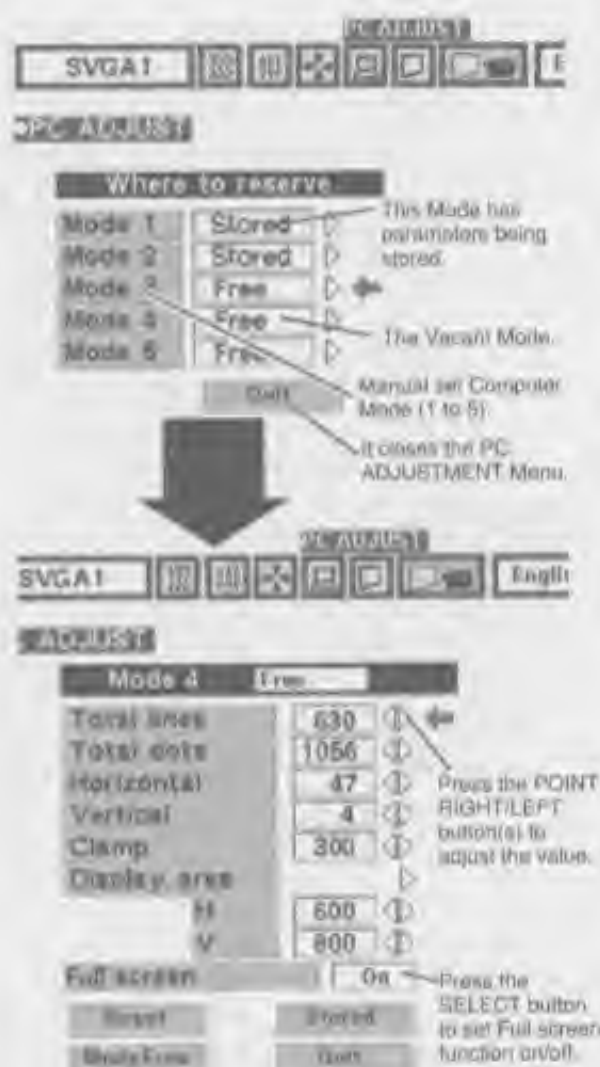 PC ADJUST
SVGA1
PC ADJUST
Where to reserve
Mode 1 Stored
This Mode has
parameters being
stored.
Mode 2 Stored
Mode 3 Free
Mode 4 Free
The Vacant Mode.
Mode 5 Free
Quit
Manual set Computer
Mode (1 to 5)
It closes the PC
ADJUSTMENT Menu.
PC ADJUST
SVGA1 Englis
ADJUST
Mode 4 Free
Total lines 630
Total dots 1056
Horizontal 47
Vertical 4
Clamp 300
Press the POINT
RIGHT/LEFT
button(s) to
adjust the value.
Display area
H 600
V 800
Full screen On
Press the
SELECT button
to set Full screen
function on/off.
Reset Stored
Mode Free Quit